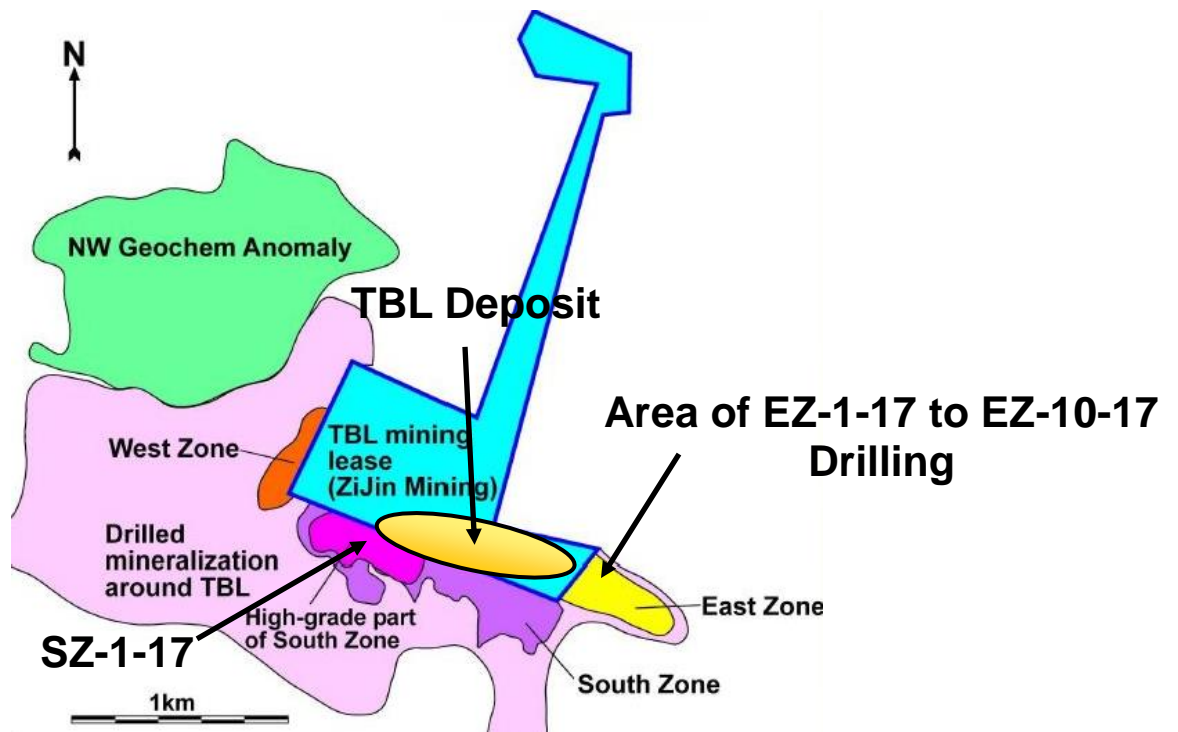 N
NW Geochem Anomaly
TBL Deposit
Area of EZ-1-17 to EZ-10-17
Drilling
West Zone
TBL mining
lease
(ZiJin Mining)
Drilled
mineralization
around TBL
High-grade part
of South Zone
East Zone
SZ-1-17
South Zone
1km